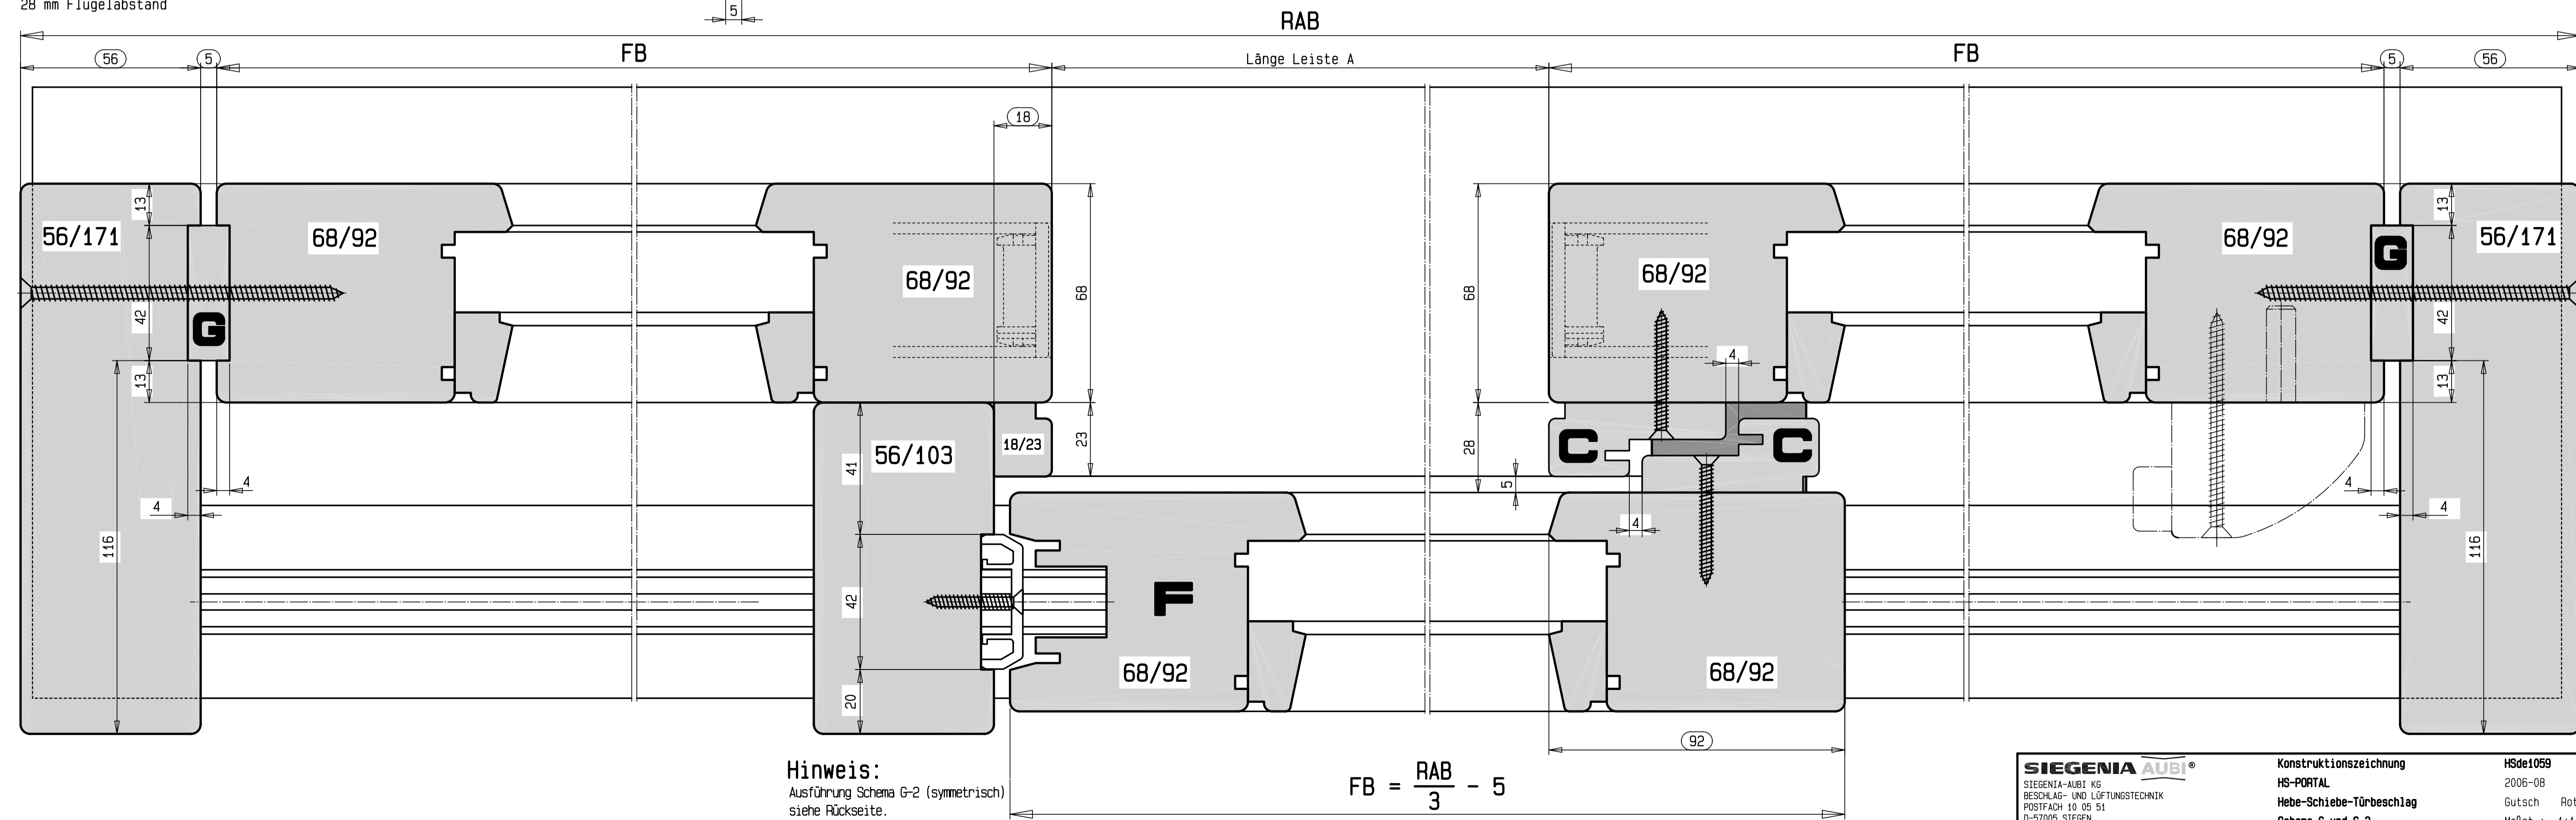 28 mm Flügelabstand
5
RAB
56
5
FB
Länge Leiste A
FB
5
56
18
13
56/171
68/92
68/92
68
68
68/92
68/92
13
G
56/171
42
G
42
4
13
13
18/23
23
28
C
C
56/103
41
4
4
5
4
4
4
116
4
116
42
F
20
68/92
68/92
92
Hinweis:
Ausführung Schema G-2 (symmetrisch)
siehe Rückseite.
FB = RAB/3 - 5
SIEGENIA AUBI®
SIEGENIA-AUBI KG
BESCHLAG- UND LÜFTUNGSTECHNIK
POSTFACH 10 05 51
D-57005 SIEGEN
Konstruktionszeichnung
HS-PORTAL
Hebe-Schiebe-Türbeschlag
HSde1059
2006-08
Gutsch